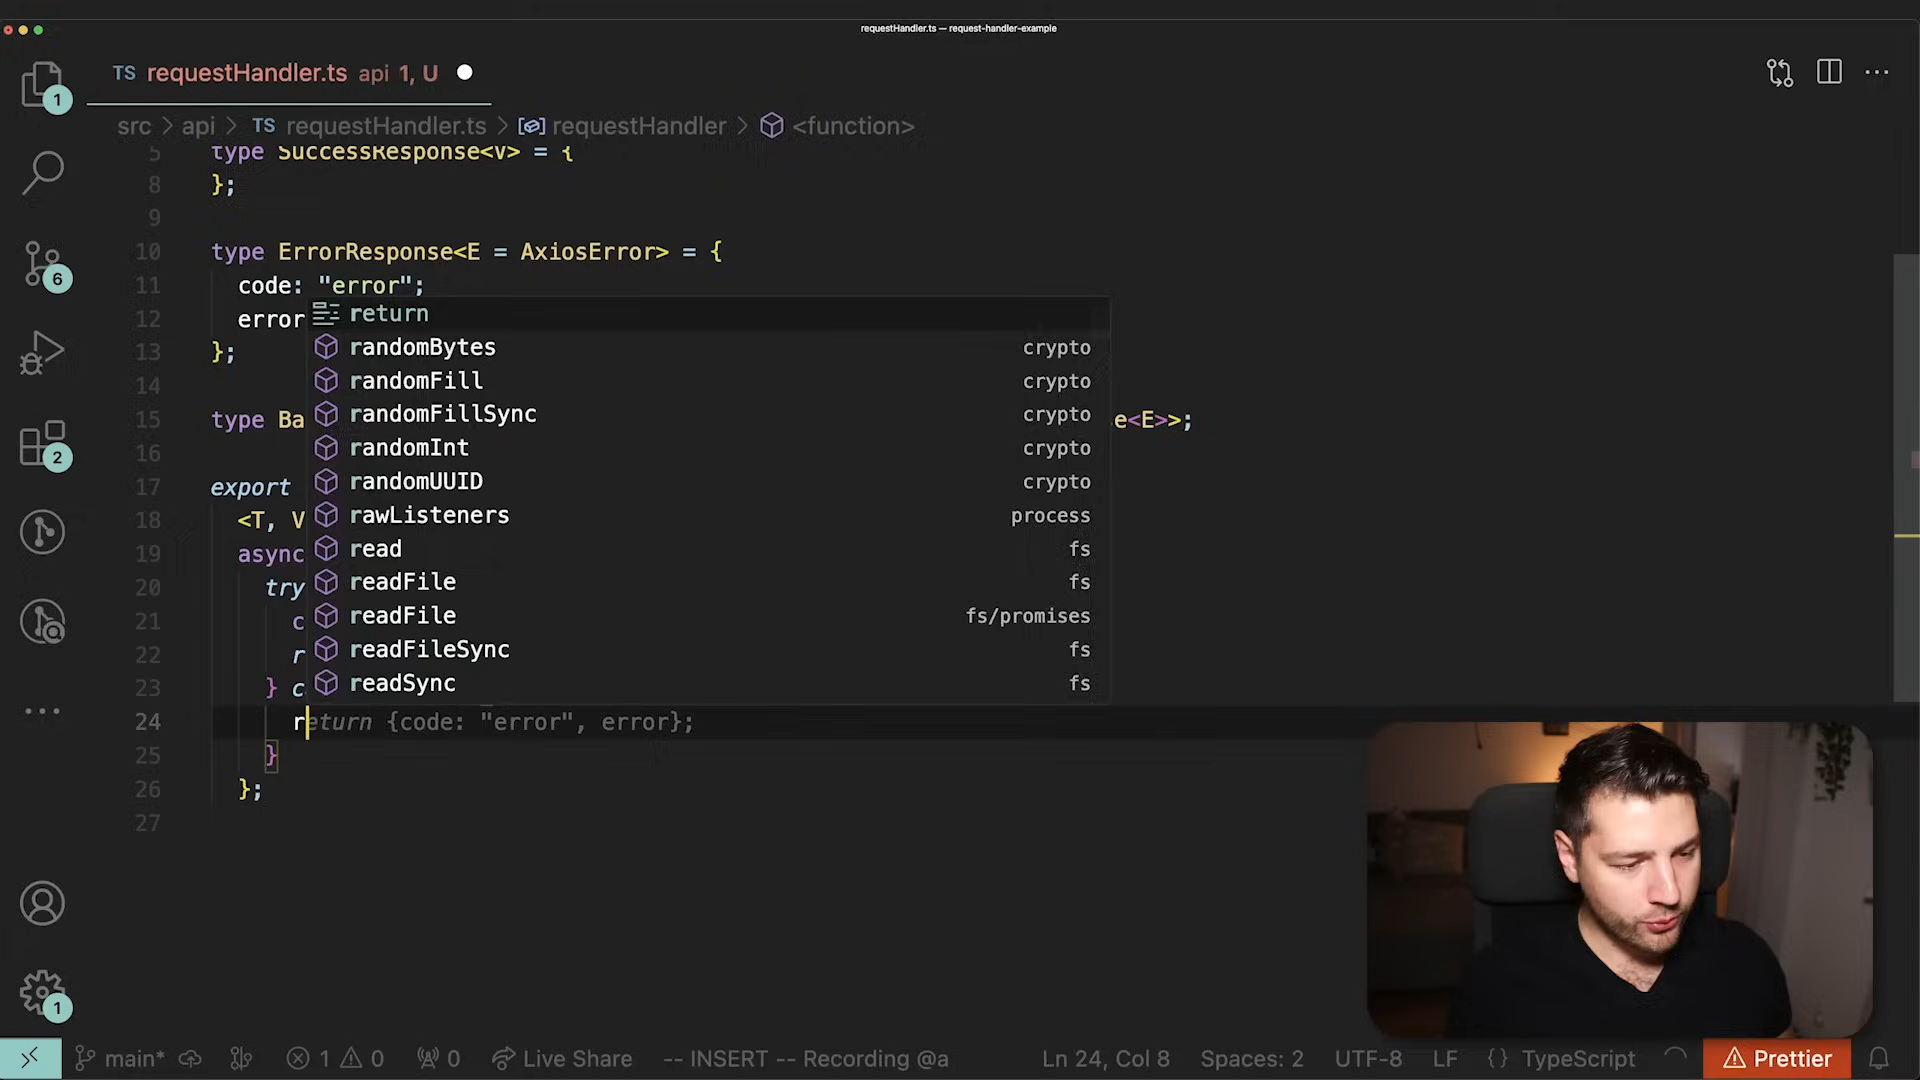 requestHandler.ts — request-handler-example
TS requestHandler.ts api 1, U
src > api > TS requestHandler.ts > requestHandler > <function>
1
6
2
1
5 type SuccessResponse<V> = {
8 };
9
10 type ErrorResponse<E = AxiosError> = {
11 code: "error";
12 error
13 };
14
15 type Ba e<E>>;
16
17 export
18 <T, V
19 async
20 try
21 c
22 r
23 } c
24 return {code: "error", error};
25 }
26 };
27
return
randomBytes crypto
randomFill crypto
randomFillSync crypto
randomInt crypto
randomUUID crypto
rawListeners process
read fs
readFile fs
readFile fs/promises
readFileSync fs
readSync fs
main* 1 0 0 Live Share -- INSERT -- Recording @a Ln 24, Col 8 Spaces: 2 UTF-8 LF {} TypeScript Prettier